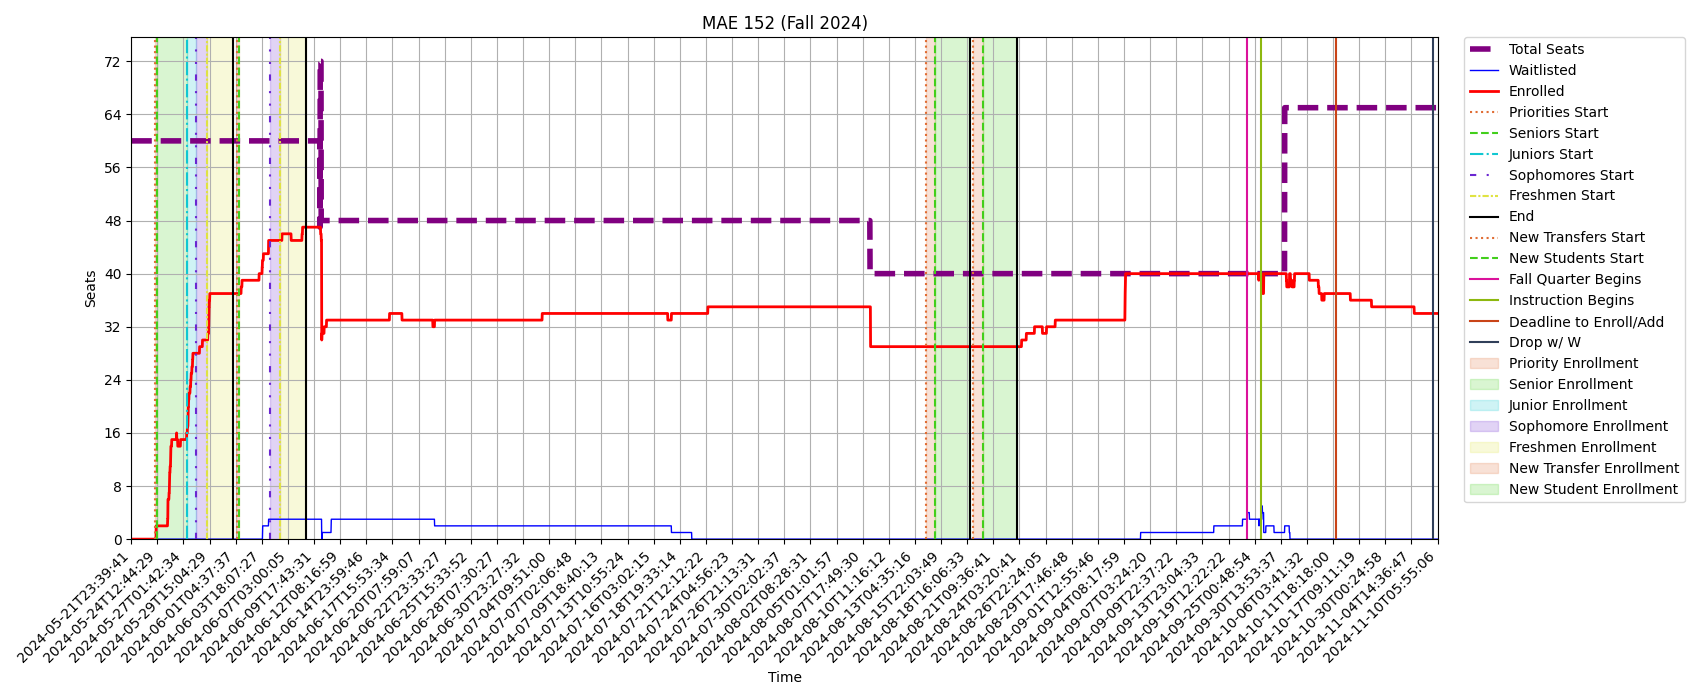 MAE 152 (Fall 2024)
Seats
72
64
56
48
40
32
24
16
8
0
2024-05-21T23:39:41
2024-05-24T12:44:29
2024-05-27T01:42:34
2024-05-29T15:04:29
2024-06-01T04:37:37
2024-06-03T18:07:27
2024-06-07T03:00:05
2024-06-09T17:43:31
2024-06-12T08:16:59
2024-06-14T23:59:46
2024-06-17T15:53:34
2024-06-20T07:59:07
2024-06-22T23:33:27
2024-06-25T15:33:52
2024-06-28T07:30:27
2024-06-30T23:27:32
2024-07-04T09:51:00
2024-07-07T02:06:48
2024-07-09T18:40:13
2024-07-13T10:55:24
2024-07-16T03:02:15
2024-07-18T19:33:14
2024-07-21T12:12:22
2024-07-24T04:56:23
2024-07-26T21:13:31
2024-07-30T02:02:37
2024-08-02T08:28:31
2024-08-05T01:01:57
2024-08-07T17:49:30
2024-08-10T11:16:12
2024-08-13T04:35:16
2024-08-15T22:03:49
2024-08-18T16:06:33
2024-08-21T09:36:41
2024-08-24T03:20:41
2024-08-26T22:24:05
2024-08-29T17:46:48
2024-09-01T12:55:46
2024-09-04T08:17:59
2024-09-07T03:24:20
2024-09-09T22:37:22
2024-09-13T23:04:33
2024-09-19T12:22:22
2024-09-25T00:48:54
2024-09-30T13:53:37
2024-10-06T03:41:32
2024-10-11T18:18:00
2024-10-17T09:11:19
2024-10-30T00:24:58
2024-11-04T14:36:47
2024-11-10T05:55:06
Time
Total Seats
Waitlisted
Enrolled
Priorities Start
Seniors Start
Juniors Start
Sophomores Start
Freshmen Start
End
New Transfers Start
New Students Start
Fall Quarter Begins
Instruction Begins
Deadline to Enroll/Add
Drop w/ W
Priority Enrollment
Senior Enrollment
Junior Enrollment
Sophomore Enrollment
Freshmen Enrollment
New Transfer Enrollment
New Student Enrollment